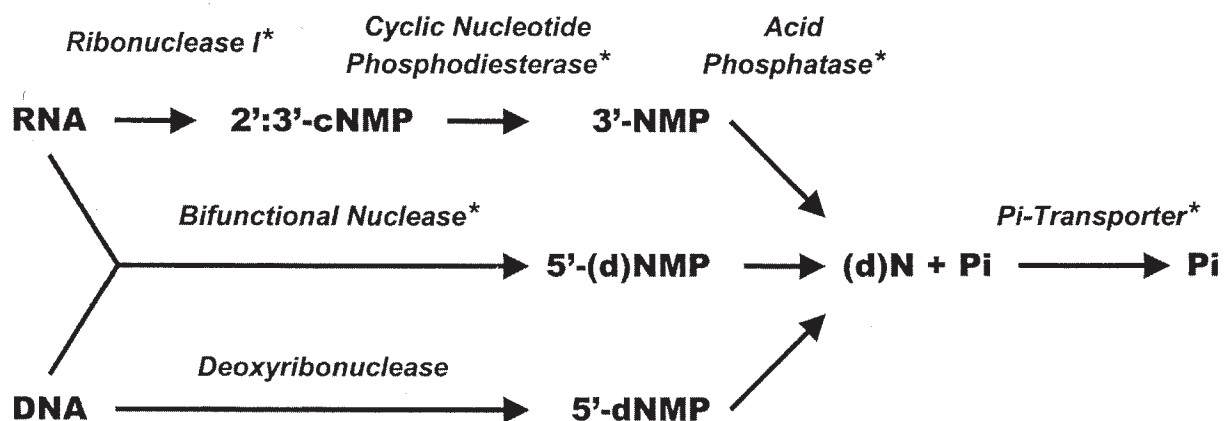 Ribonuclease I*
Cyclic Nucleotide
Phosphodiesterase*
Acid
Phosphatase*
RNA
2’:3’-cNMP
3’-NMP
Bifunctional Nuclease*
Pi-Transporter*
5’-(d)NMP
(d)N + Pi
Pi
Deoxyribonuclease
DNA
5’-dNMP